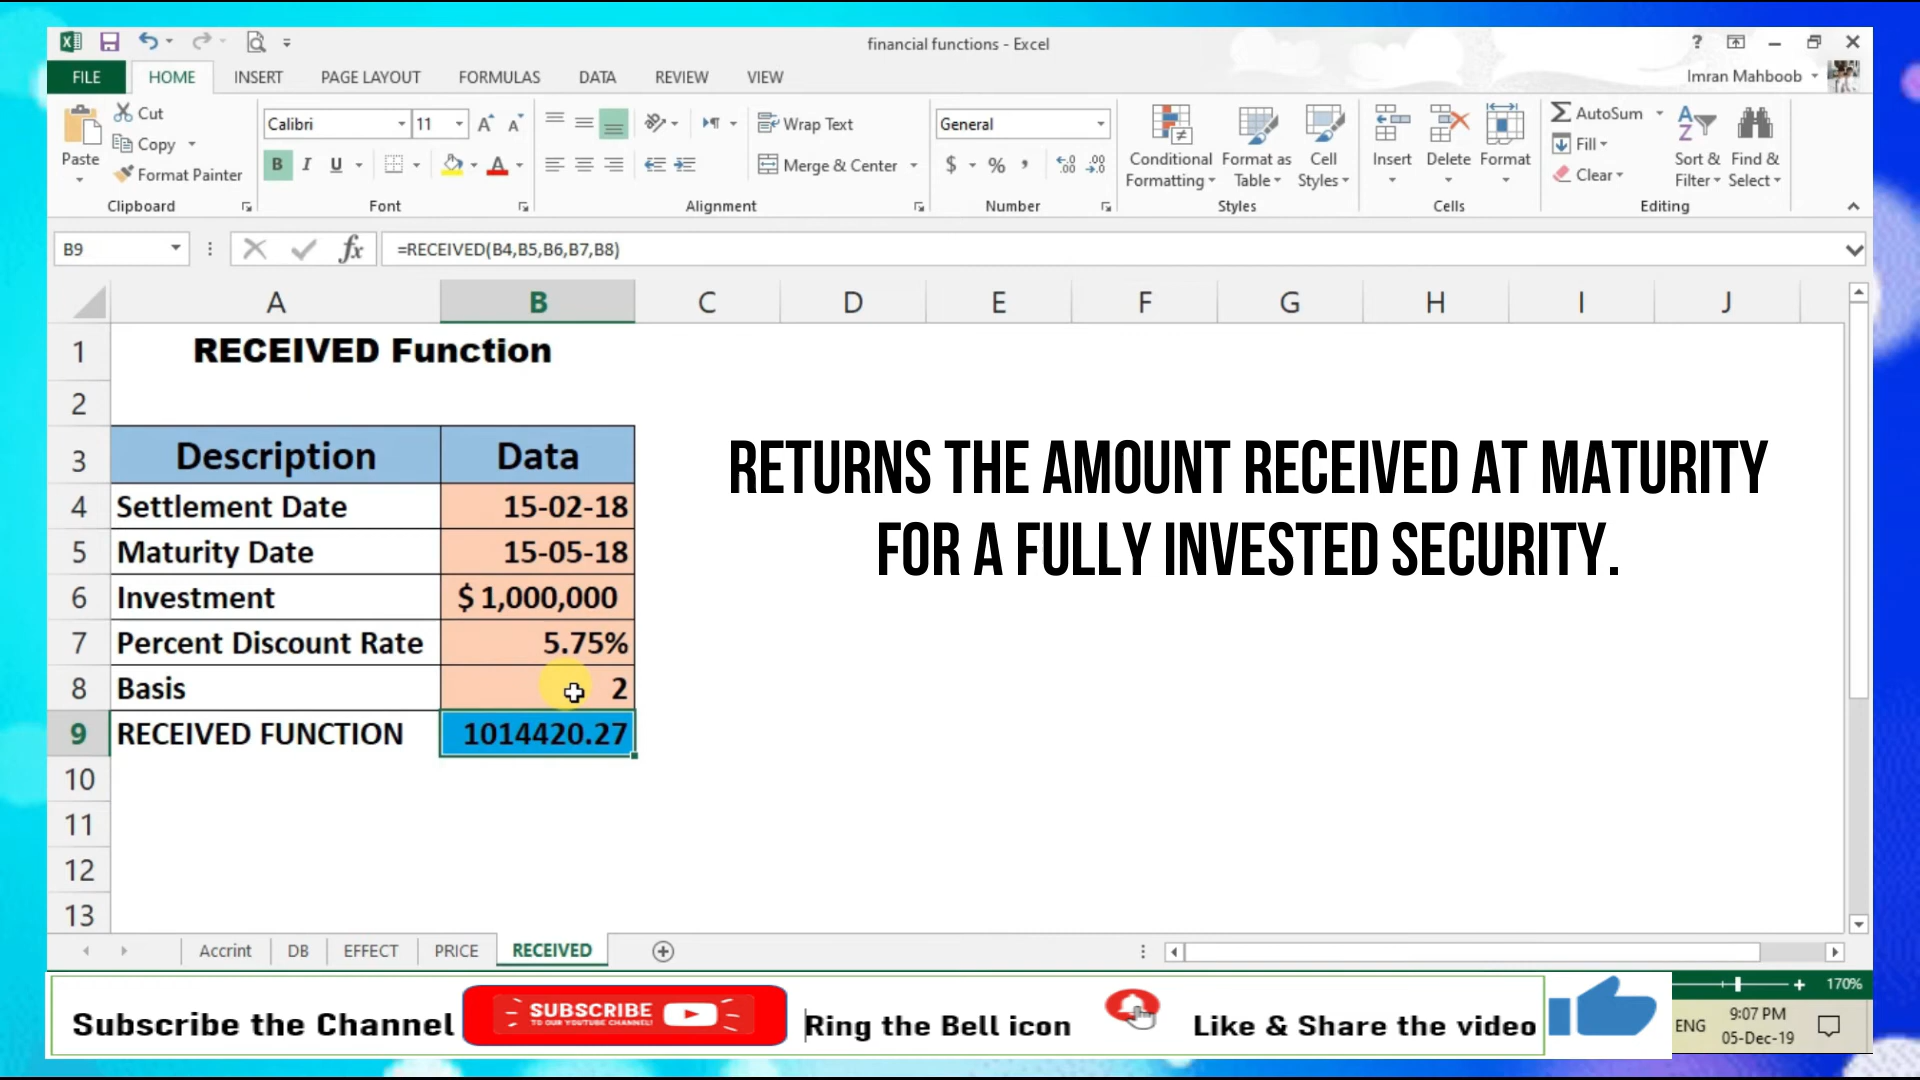 financial functions - Excel
?
FILE HOME INSERT PAGE LAYOUT FORMULAS DATA REVIEW VIEW
Imran Mahboob
Paste
Cut
Copy
Format Painter
Clipboard
Calibri 11
B I U
Font
Wrap Text
Merge & Center
Alignment
General
$ % ,
Number
Conditional Formatting
Format as Table
Cell Styles
Styles
Insert Delete Format
Cells
AutoSum
Fill
Clear
Sort & Filter
Find & Select
Editing
B9 fx =RECEIVED(B4,B5,B6,B7,B8)
A B C D E F G H I J
1 RECEIVED Function
2
3 Description Data
4 Settlement Date 15-02-18
5 Maturity Date 15-05-18
6 Investment $ 1,000,000
7 Percent Discount Rate 5.75%
8 Basis 2
9 RECEIVED FUNCTION 1014420.27
10
11
12
13
RETURNS THE AMOUNT RECEIVED AT MATURITY
FOR A FULLY INVESTED SECURITY.
Accrint DB EFFECT PRICE RECEIVED
170%
Subscribe the Channel
SUBSCRIBE
TO OUR YOUTUBE CHANNEL!
Ring the Bell icon
Like & Share the video
ENG
9:07 PM
05-Dec-19